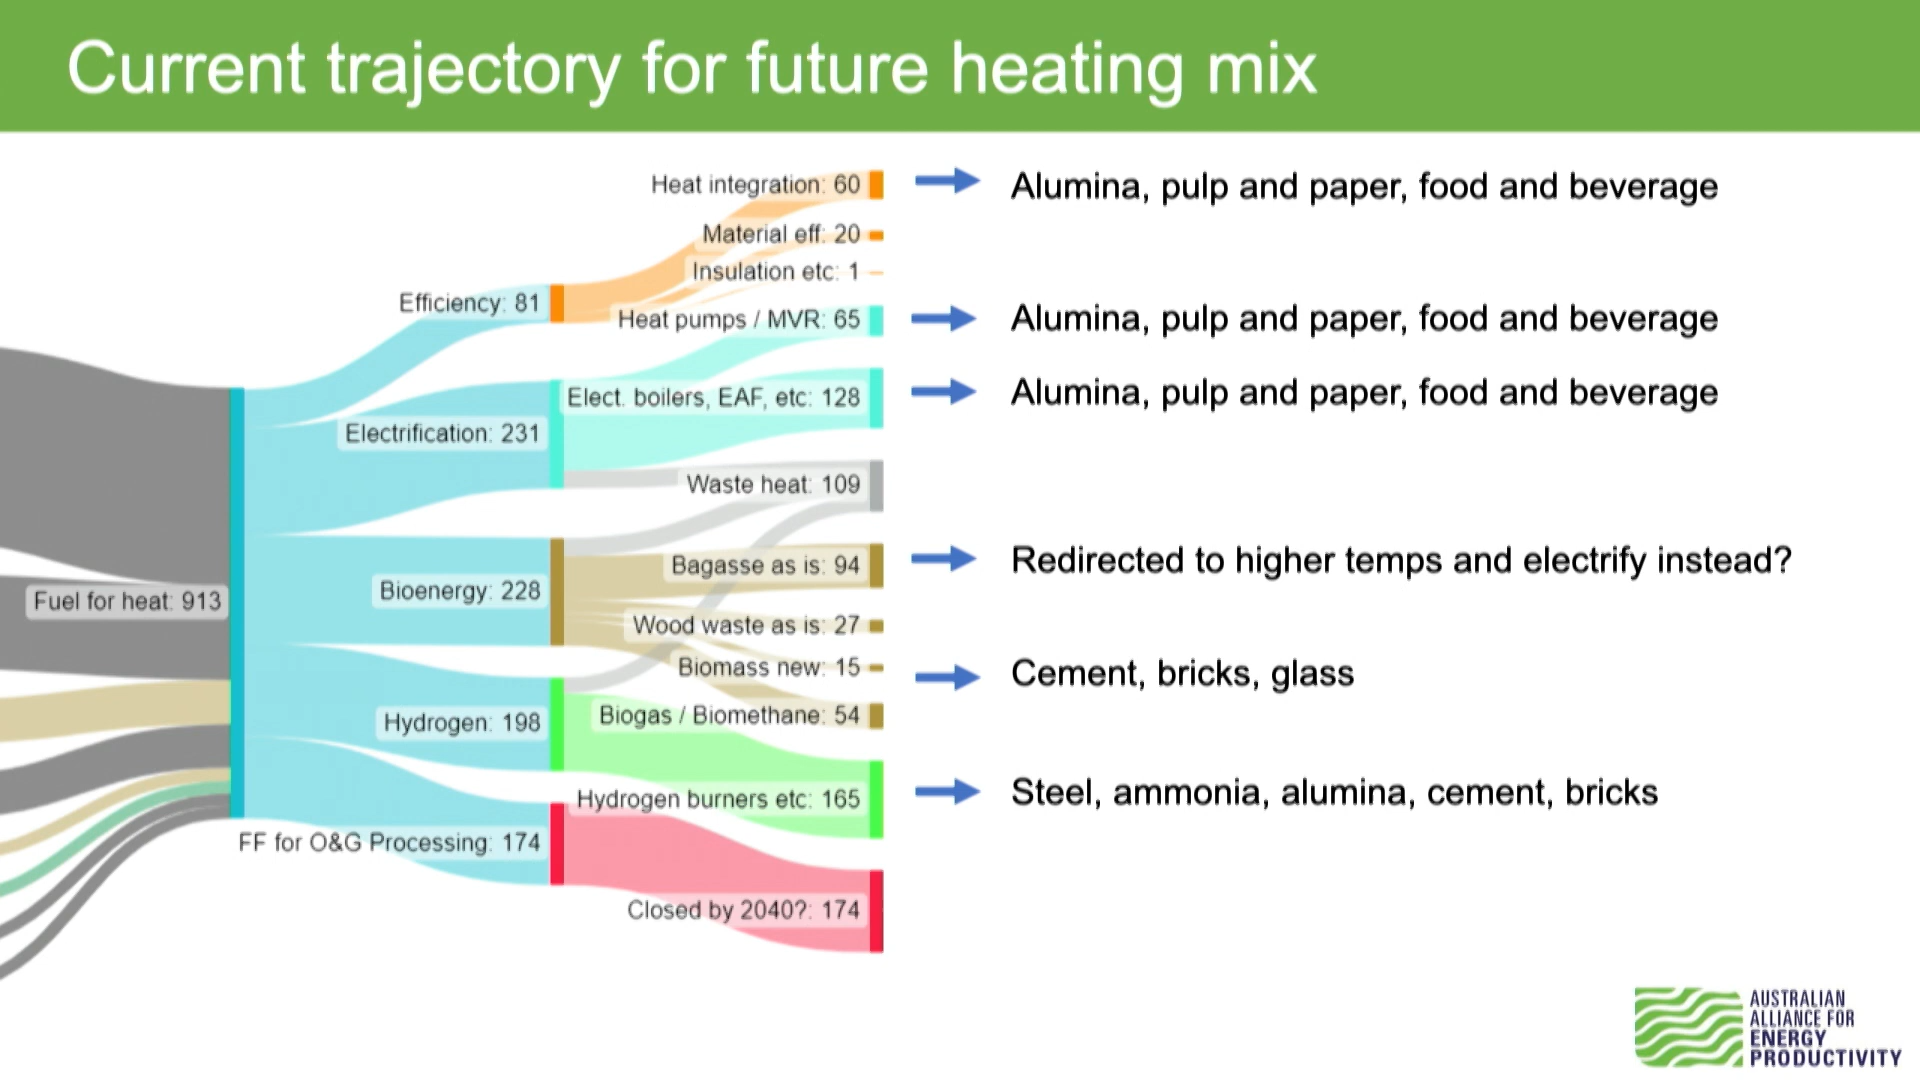 Current trajectory for future heating mix
Heat integration: 60
Alumina, pulp and paper, food and beverage
Material eff: 20
Insulation etc: 1
Efficiency: 81
Heat pumps / MVR: 65
Alumina, pulp and paper, food and beverage
Elect. boilers, EAF, etc: 128
Alumina, pulp and paper, food and beverage
Electrification: 231
Waste heat: 109
Bagasse as is: 94
Redirected to higher temps and electrify instead?
Bioenergy: 228
Fuel for heat: 913
Wood waste as is: 27
Biomass new: 15
Cement, bricks, glass
Biogas / Biomethane: 54
Hydrogen: 198
Hydrogen burners etc: 165
Steel, ammonia, alumina, cement, bricks
FF for O&G Processing: 174
Closed by 2040?: 174
AUSTRALIAN
ALLIANCE FOR
ENERGY
PRODUCTIVITY